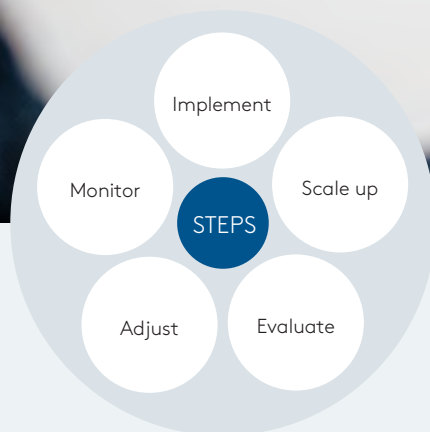 Implement
Monitor
Scale up
STEPS
Adjust
Evaluate